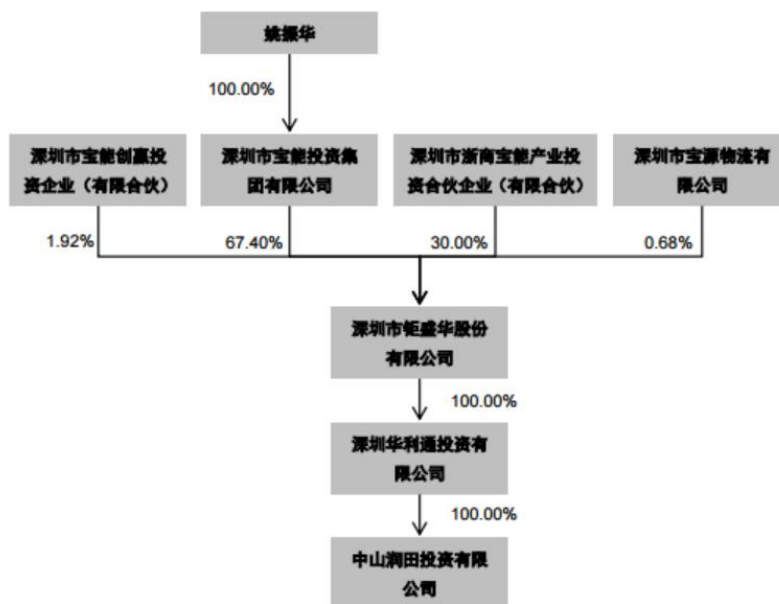 姚振华
100.00%
深圳市宝能创赢投
资企业（有限合伙）
深圳市宝能投资集
团有限公司
深圳市浙商宝能产业投
资合伙企业（有限合伙）
深圳市宝源物流有
限公司
1.92%
67.40%
30.00%
0.68%
深圳市钜盛华股份
有限公司
100.00%
深圳华利通投资有
限公司
100.00%
中山润田投资有限
公司